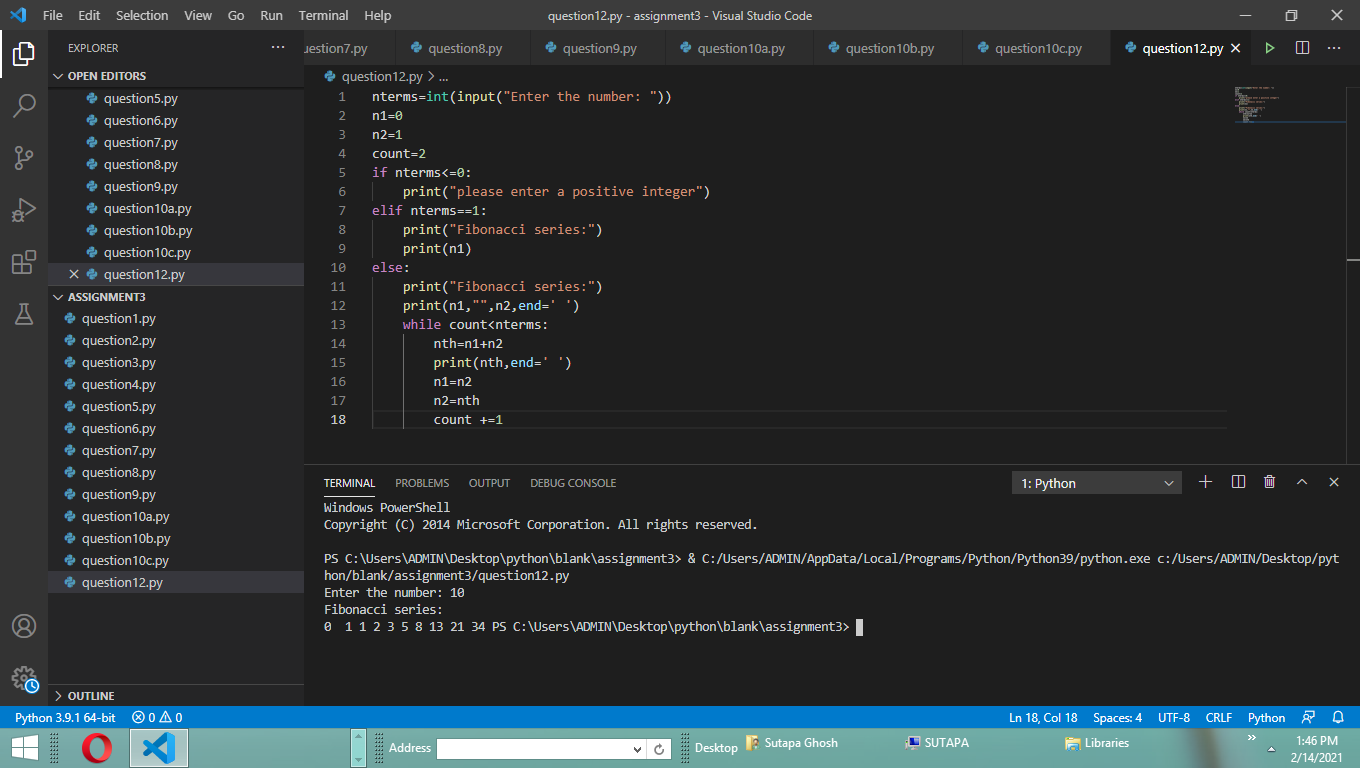 File Edit Selection View Go Run Terminal Help question12.py - assignment3 - Visual Studio Code
EXPLORER
OPEN EDITORS
question5.py
question6.py
question7.py
question8.py
question9.py
question10a.py
question10b.py
question10c.py
question12.py
ASSIGNMENT3
question1.py
question2.py
question3.py
question4.py
question5.py
question6.py
question7.py
question8.py
question9.py
question10a.py
question10b.py
question10c.py
question12.py
OUTLINE
uestion7.py question8.py question9.py question10a.py question10b.py question10c.py question12.py
question12.py > ...
1 nterms=int(input("Enter the number: "))
2 n1=0
3 n2=1
4 count=2
5 if nterms<=0:
6     print("please enter a positive integer")
7 elif nterms==1:
8     print("Fibonacci series:")
9     print(n1)
10 else:
11     print("Fibonacci series:")
12     print(n1,"",n2,end=' ')
13     while count<nterms:
14         nth=n1+n2
15         print(nth,end=' ')
16         n1=n2
17         n2=nth
18         count +=1
TERMINAL PROBLEMS OUTPUT DEBUG CONSOLE 1: Python
Windows PowerShell
Copyright (C) 2014 Microsoft Corporation. All rights reserved.
PS C:\Users\ADMIN\Desktop\python\blank\assignment3> & C:/Users/ADMIN/AppData/Local/Programs/Python/Python39/python.exe c:/Users/ADMIN/Desktop/pyt
hon/blank/assignment3/question12.py
Enter the number: 10
Fibonacci series:
0  1 1 2 3 5 8 13 21 34 PS C:\Users\ADMIN\Desktop\python\blank\assignment3>
Python 3.9.1 64-bit 0 0 Ln 18, Col 18 Spaces: 4 UTF-8 CRLF Python
Address Desktop Sutapa Ghosh SUTAPA Libraries 1:46 PM
2/14/2021